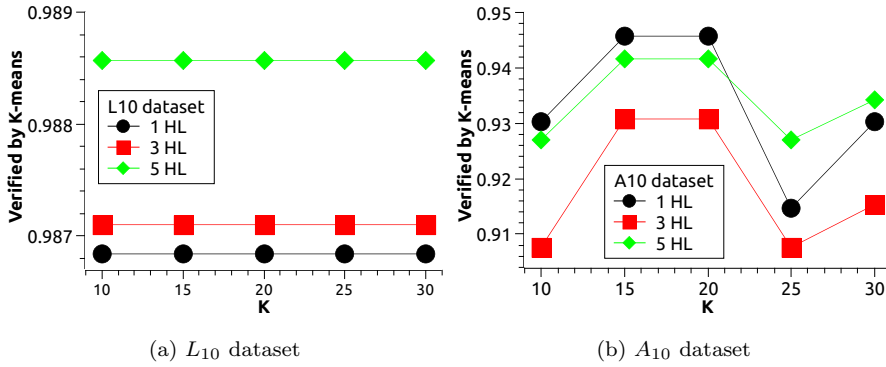 0.989
0.988
0.987
Verified by K-means
L10 dataset
1 HL
3 HL
5 HL
10 15 20 25 30
K
(a) L10 dataset
0.95
0.94
0.93
0.92
0.91
Verified by K-means
A10 dataset
1 HL
3 HL
5 HL
10 15 20 25 30
K
(b) A10 dataset